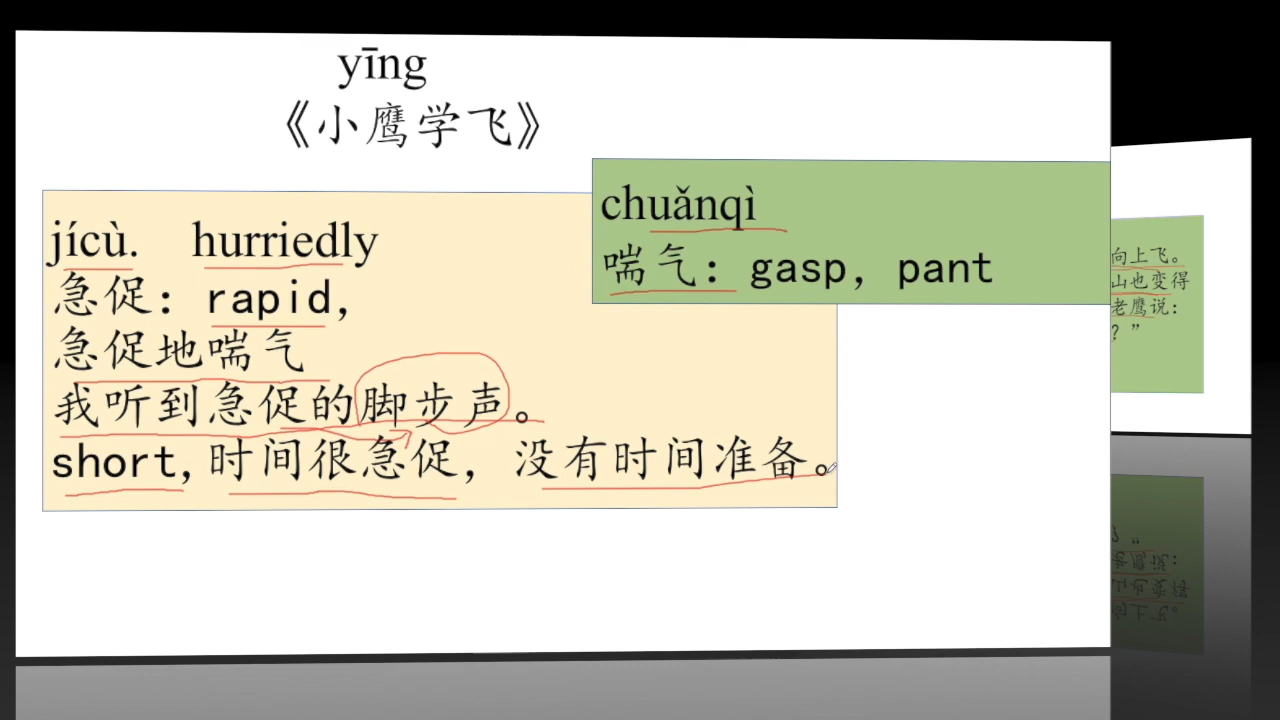 yīng
《小鹰学飞》
jícù. hurriedly
急促：rapid,
急促地喘气
我听到急促的脚步声。
short,时间很急促，没有时间准备。
chuǎnqì
喘气：gasp, pant
向上飞。
山也变得
老鹰说：
？”